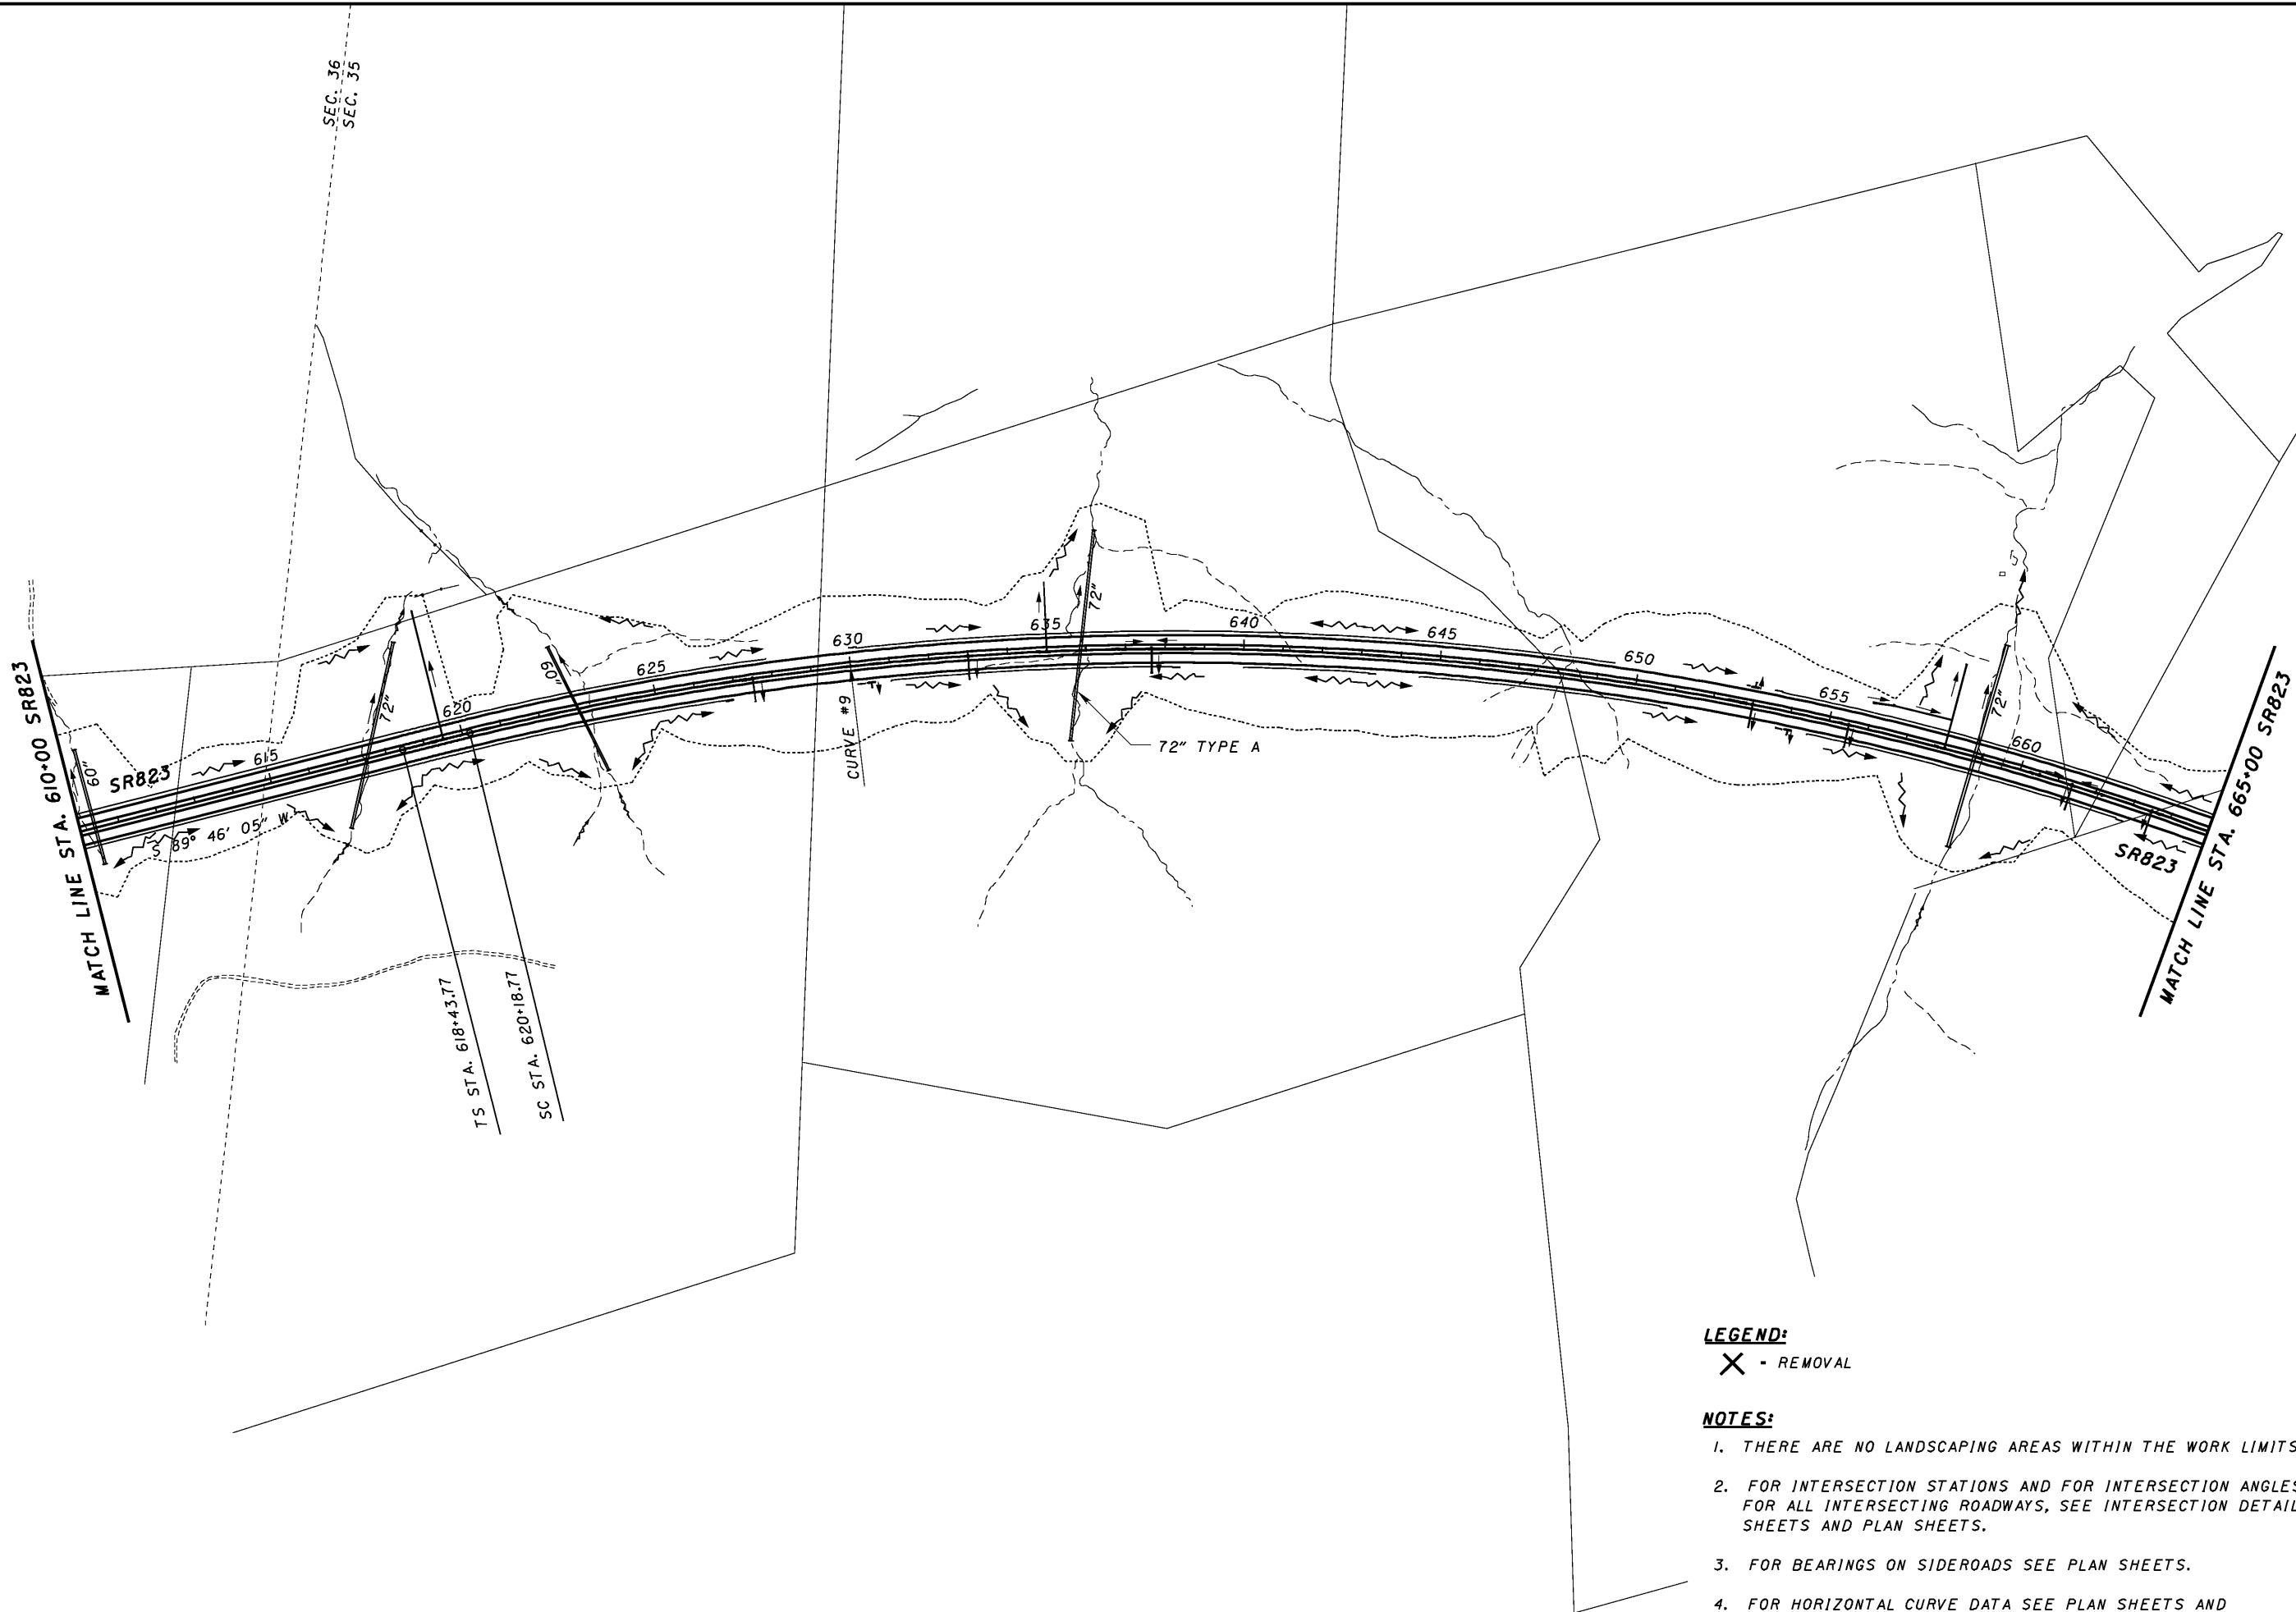 SEC. 36
SEC. 35
MATCH LINE STA. 610+00 SR823
60"
SR823
615
S 89° 46' 05" W
72"
620
60"
625
630
CURVE #9
635
72"
640
72" TYPE A
645
650
655
72"
660
SR823
MATCH LINE STA. 665+00 SR823
TS STA. 618+43.77
SC STA. 620+18.77
LEGEND:
X - REMOVAL
NOTES:
1. THERE ARE NO LANDSCAPING AREAS WITHIN THE WORK LIMITS
2. FOR INTERSECTION STATIONS AND FOR INTERSECTION ANGLES
FOR ALL INTERSECTING ROADWAYS, SEE INTERSECTION DETAIL
SHEETS AND PLAN SHEETS.
3. FOR BEARINGS ON SIDEROADS SEE PLAN SHEETS.
4. FOR HORIZONTAL CURVE DATA SEE PLAN SHEETS AND